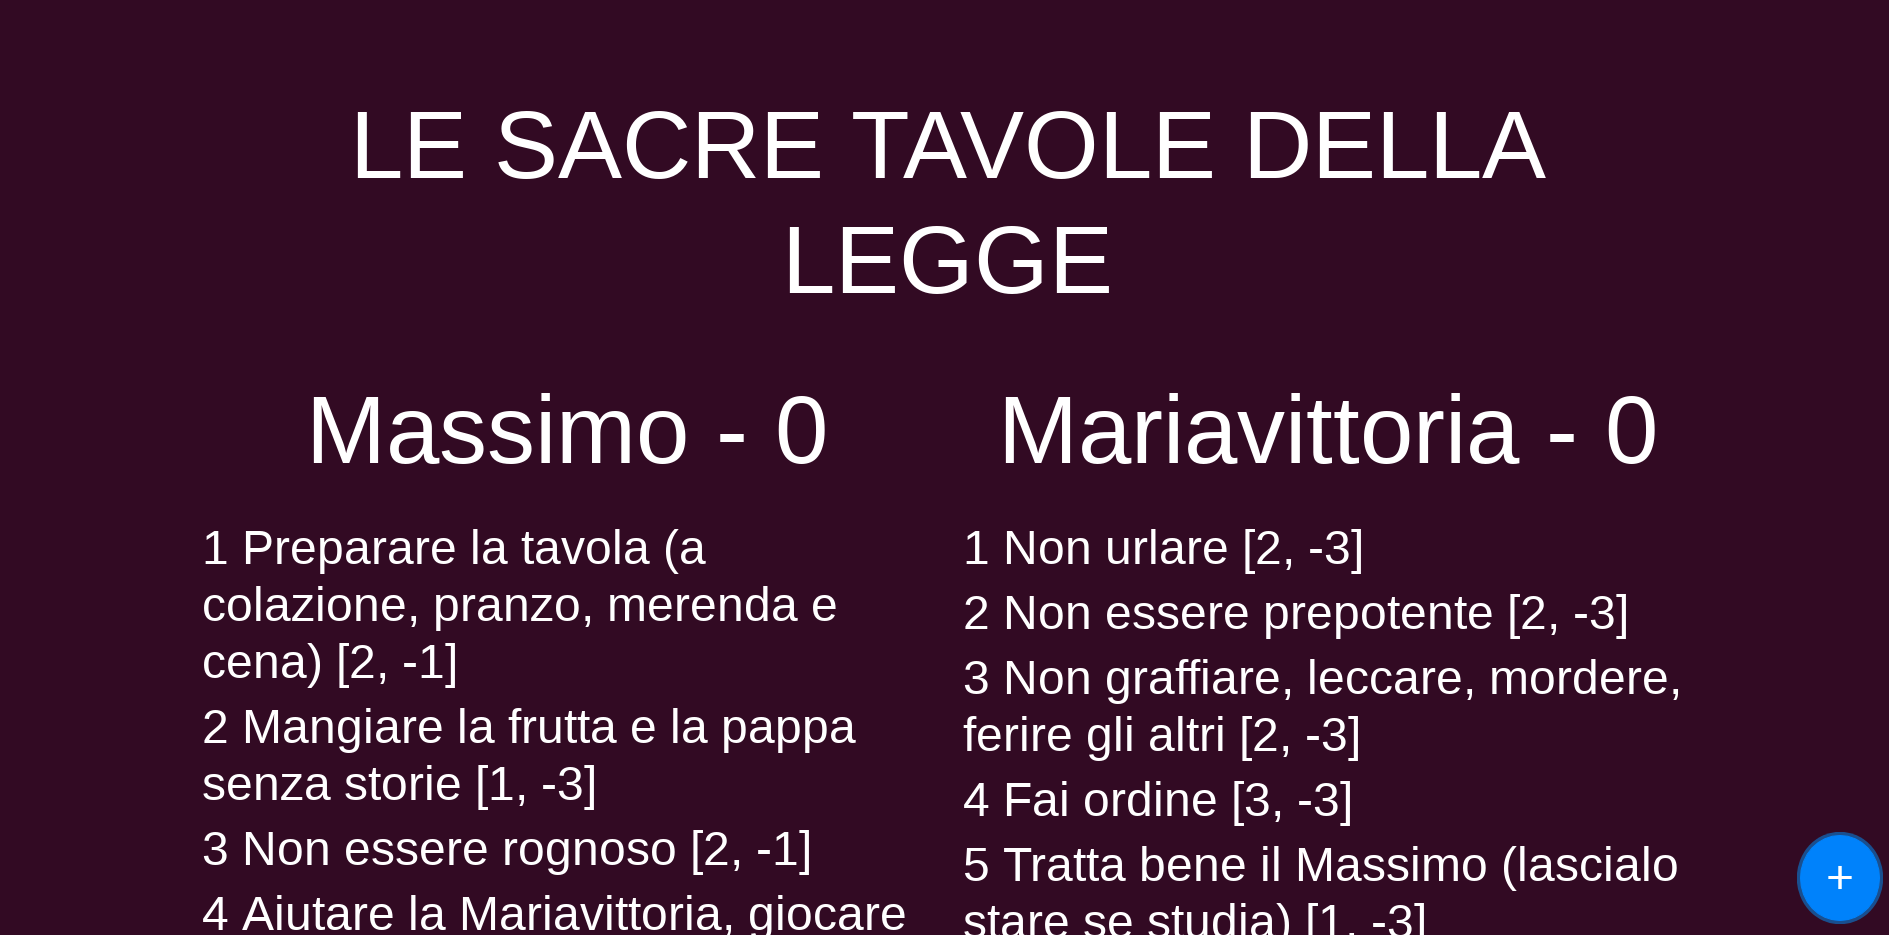 LE SACRE TAVOLE DELLA
LEGGE
Massimo - 0
1 Preparare la tavola (a
colazione, pranzo, merenda e
cena) [2, -1]
2 Mangiare la frutta e la pappa
senza storie [1, -3]
3 Non essere rognoso [2, -1]
4 Aiutare la Mariavittoria, giocare
Mariavittoria - 0
1 Non urlare [2, -3]
2 Non essere prepotente [2, -3]
3 Non graffiare, leccare, mordere,
ferire gli altri [2, -3]
4 Fai ordine [3, -3]
5 Tratta bene il Massimo (lascialo
stare se studia) [1, -3]
+